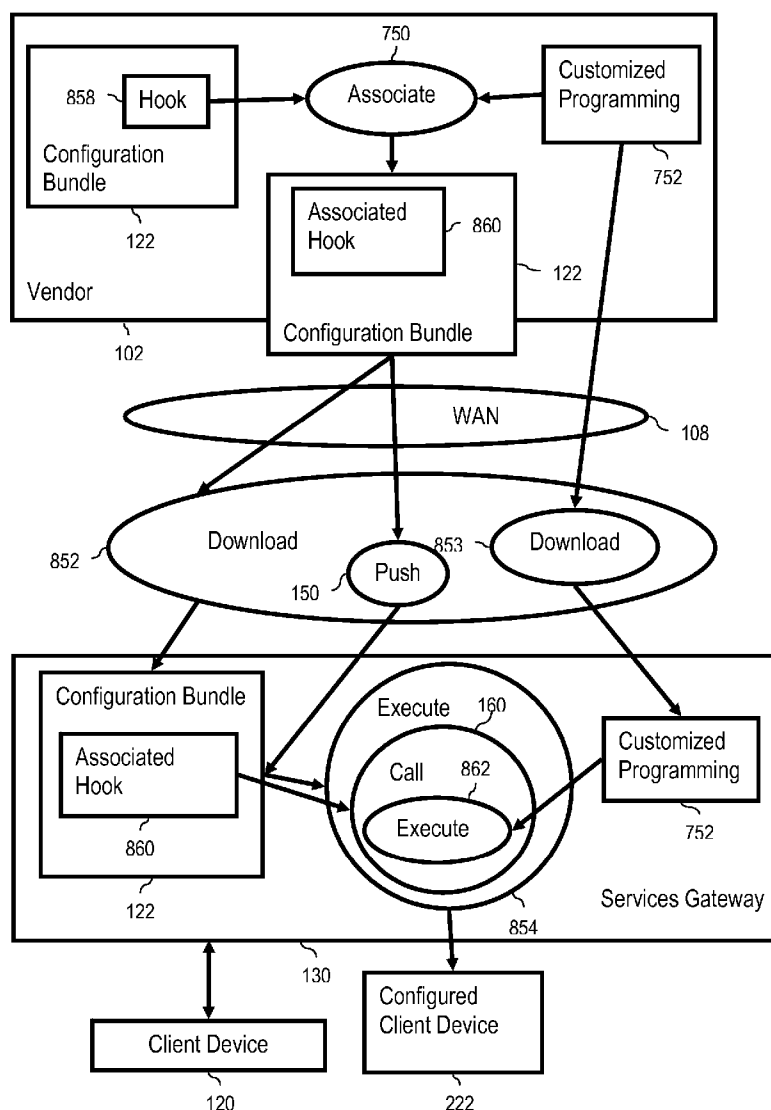 750
858
Hook
Associate
Customized
Programming
Configuration
Bundle
752
122
Associated
Hook
860
122
Vendor
Configuration Bundle
102
WAN
108
852
Download
853
Download
150
Push
Configuration Bundle
Execute
160
Associated
Hook
Call
862
Customized
Programming
Execute
860
752
122
Services Gateway
854
130
Configured
Client Device
Client Device
120
222